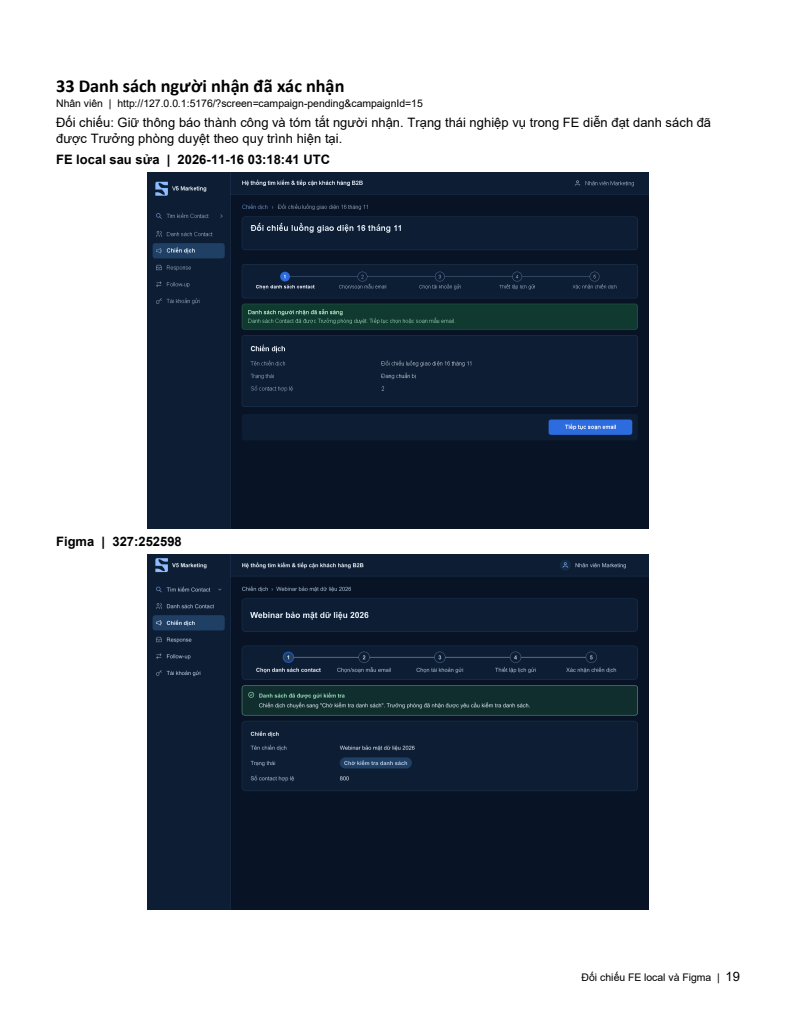 33 Danh sách người nhận đã xác nhận
Nhân viên | http://127.0.0.1:5176/?screen=campaign-pending&campaignId=15
Đối chiếu: Giữ thông báo thành công và tóm tắt người nhận. Trạng thái nghiệp vụ trong FE diễn đạt danh sách đã
được Trưởng phòng duyệt theo quy trình hiện tại.
FE local sau sửa | 2026-11-16 03:18:41 UTC
V5 Marketing
Hệ thống tìm kiếm & tiếp cận khách hàng B2B
Nhân viên Marketing
Tìm kiếm Contact
Danh sách Contact
Chiến dịch
Response
Follow-up
Tài khoản gửi
Chiến dịch › Đối chiếu luồng giao diện 16 tháng 11
Đối chiếu luồng giao diện 16 tháng 11
1 2 3 4 5
Chọn danh sách contact Chọn/soạn mẫu email Chọn tài khoản gửi Thiết lập lịch gửi Xác nhận chiến dịch
Danh sách người nhận đã sẵn sàng
Danh sách Contact đã được Trưởng phòng duyệt. Tiếp tục chọn hoặc soạn mẫu email
Chiến dịch
Tên chiến dịch Đối chiếu luồng giao diện 16 tháng 11
Trạng thái Đang chuẩn bị
Số contact hợp lệ 2
Tiếp tục soạn email
Figma | 327:252598
V5 Marketing
Hệ thống tìm kiếm & tiếp cận khách hàng B2B
Nhân viên Marketing
Tìm kiếm Contact
Danh sách Contact
Chiến dịch
Response
Follow-up
Tài khoản gửi
Chiến dịch › Webinar bảo mật dữ liệu 2026
Webinar bảo mật dữ liệu 2026
1 2 3 4 5
Chọn danh sách contact Chọn/soạn mẫu email Chọn tài khoản gửi Thiết lập lịch gửi Xác nhận chiến dịch
Danh sách đã được gửi kiểm tra
Chiến dịch chuyển sang "Chờ kiểm tra danh sách". Trưởng phòng đã nhận được yêu cầu kiểm tra danh sách.
Chiến dịch
Tên chiến dịch Webinar bảo mật dữ liệu 2026
Trạng thái Chờ kiểm tra danh sách
Số contact hợp lệ 800
Đối chiếu FE local và Figma | 19